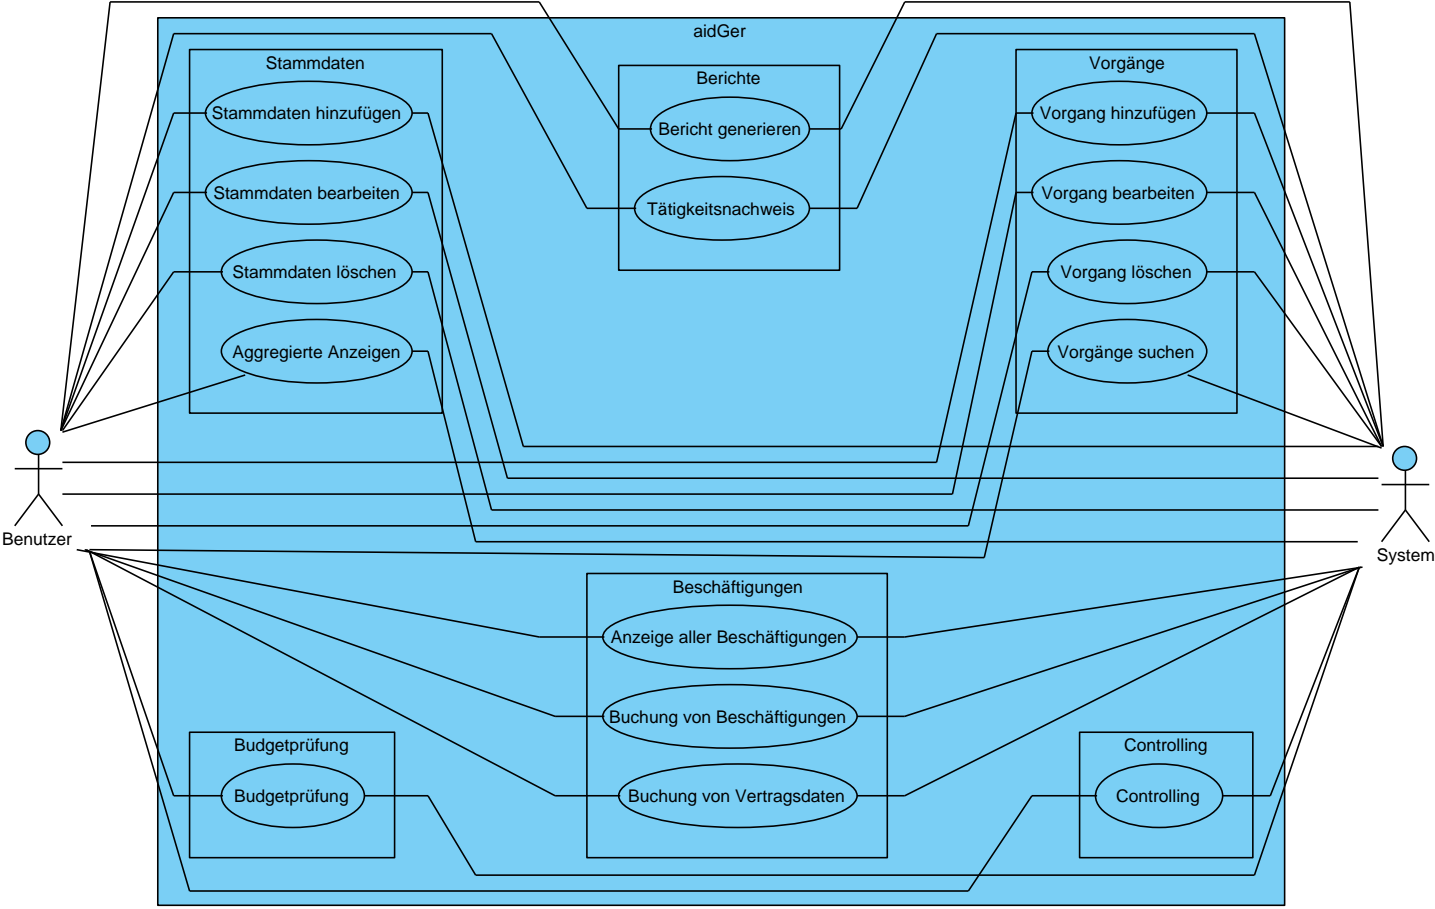 aidGer
Stammdaten
Stammdaten hinzufügen
Stammdaten bearbeiten
Stammdaten löschen
Aggregierte Anzeigen
Berichte
Bericht generieren
Tätigkeitsnachweis
Vorgänge
Vorgang hinzufügen
Vorgang bearbeiten
Vorgang löschen
Vorgänge suchen
Benutzer
System
Beschäftigungen
Anzeige aller Beschäftigungen
Buchung von Beschäftigungen
Buchung von Vertragsdaten
Budgetprüfung
Budgetprüfung
Controlling
Controlling